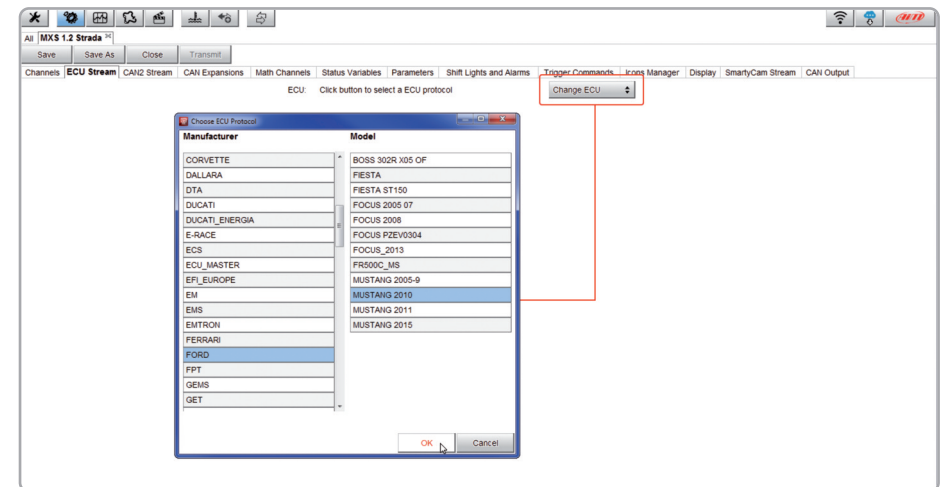 AiM
All MXS 1.2 Strada
Save Save As Close Transmit
Channels ECU Stream CAN2 Stream CAN Expansions Math Channels Status Variables Parameters Shift Lights and Alarms Trigger Commands Icons Manager Display SmartyCam Stream CAN Output
ECU: Click button to select a ECU protocol Change ECU
Choose ECU Protocol
Manufacturer Model
CORVETTE BOSS 302R X05 OF
DALLARA FIESTA
DTA FIESTA ST150
DUCATI FOCUS 2005 07
DUCATI_ENERGIA FOCUS 2008
E-RACE FOCUS PZEV0304
ECS FOCUS_2013
ECU_MASTER FR500C_MS
EFI_EUROPE MUSTANG 2005-9
EM MUSTANG 2010
EMS MUSTANG 2011
EMTRON MUSTANG 2015
FERRARI
FORD
FPT
GEMS
GET
OK Cancel